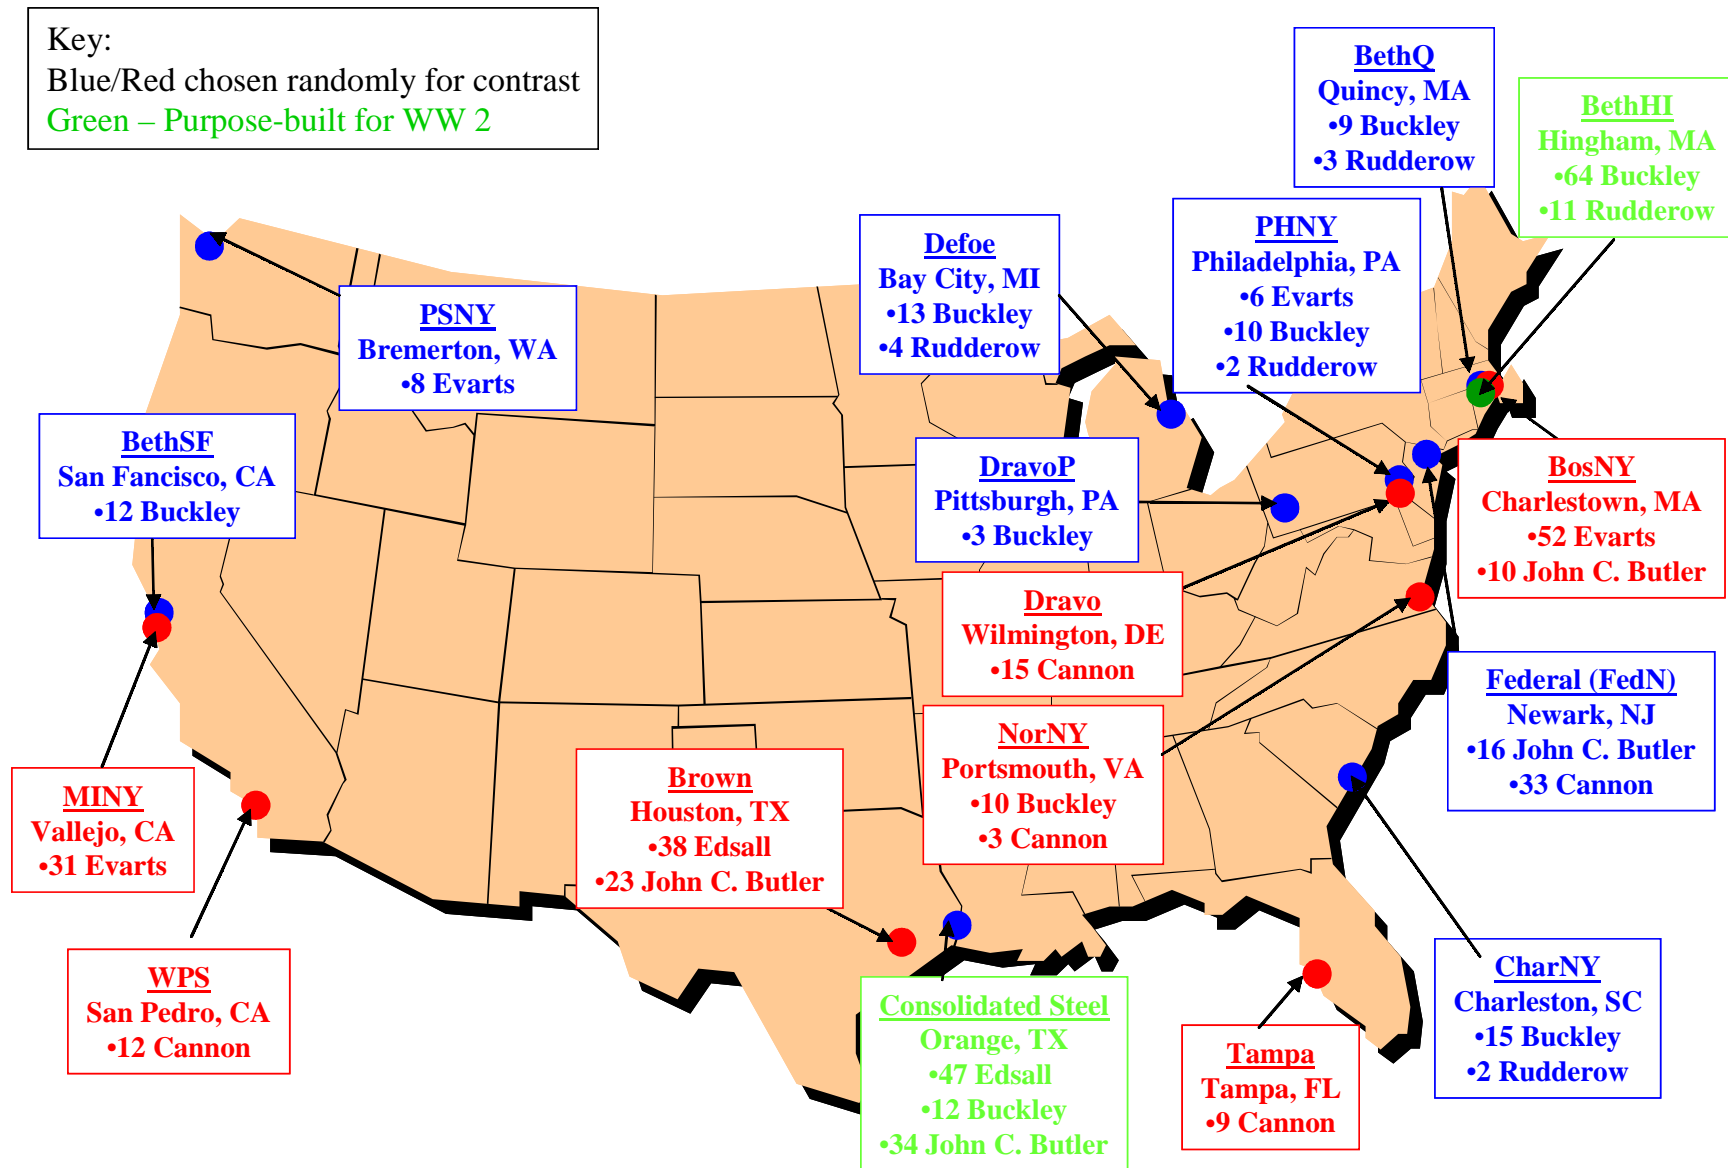 Key:
Blue/Red chosen randomly for contrast
Green – Purpose-built for WW 2
BethQ
Quincy, MA
•9 Buckley
•3 Rudderow
BethHI
Hingham, MA
•64 Buckley
•11 Rudderow
PHNY
Philadelphia, PA
•6 Evarts
•10 Buckley
•2 Rudderow
Defoe
Bay City, MI
•13 Buckley
•4 Rudderow
PSNY
Bremerton, WA
•8 Evarts
BethSF
San Fancisco, CA
•12 Buckley
DravoP
Pittsburgh, PA
•3 Buckley
BosNY
Charlestown, MA
•52 Evarts
•10 John C. Butler
Dravo
Wilmington, DE
•15 Cannon
Federal (FedN)
Newark, NJ
•16 John C. Butler
•33 Cannon
NorNY
Portsmouth, VA
•10 Buckley
•3 Cannon
MINY
Vallejo, CA
•31 Evarts
Brown
Houston, TX
•38 Edsall
•23 John C. Butler
WPS
San Pedro, CA
•12 Cannon
Consolidated Steel
Orange, TX
•47 Edsall
•12 Buckley
•34 John C. Butler
Tampa
Tampa, FL
•9 Cannon
CharNY
Charleston, SC
•15 Buckley
•2 Rudderow